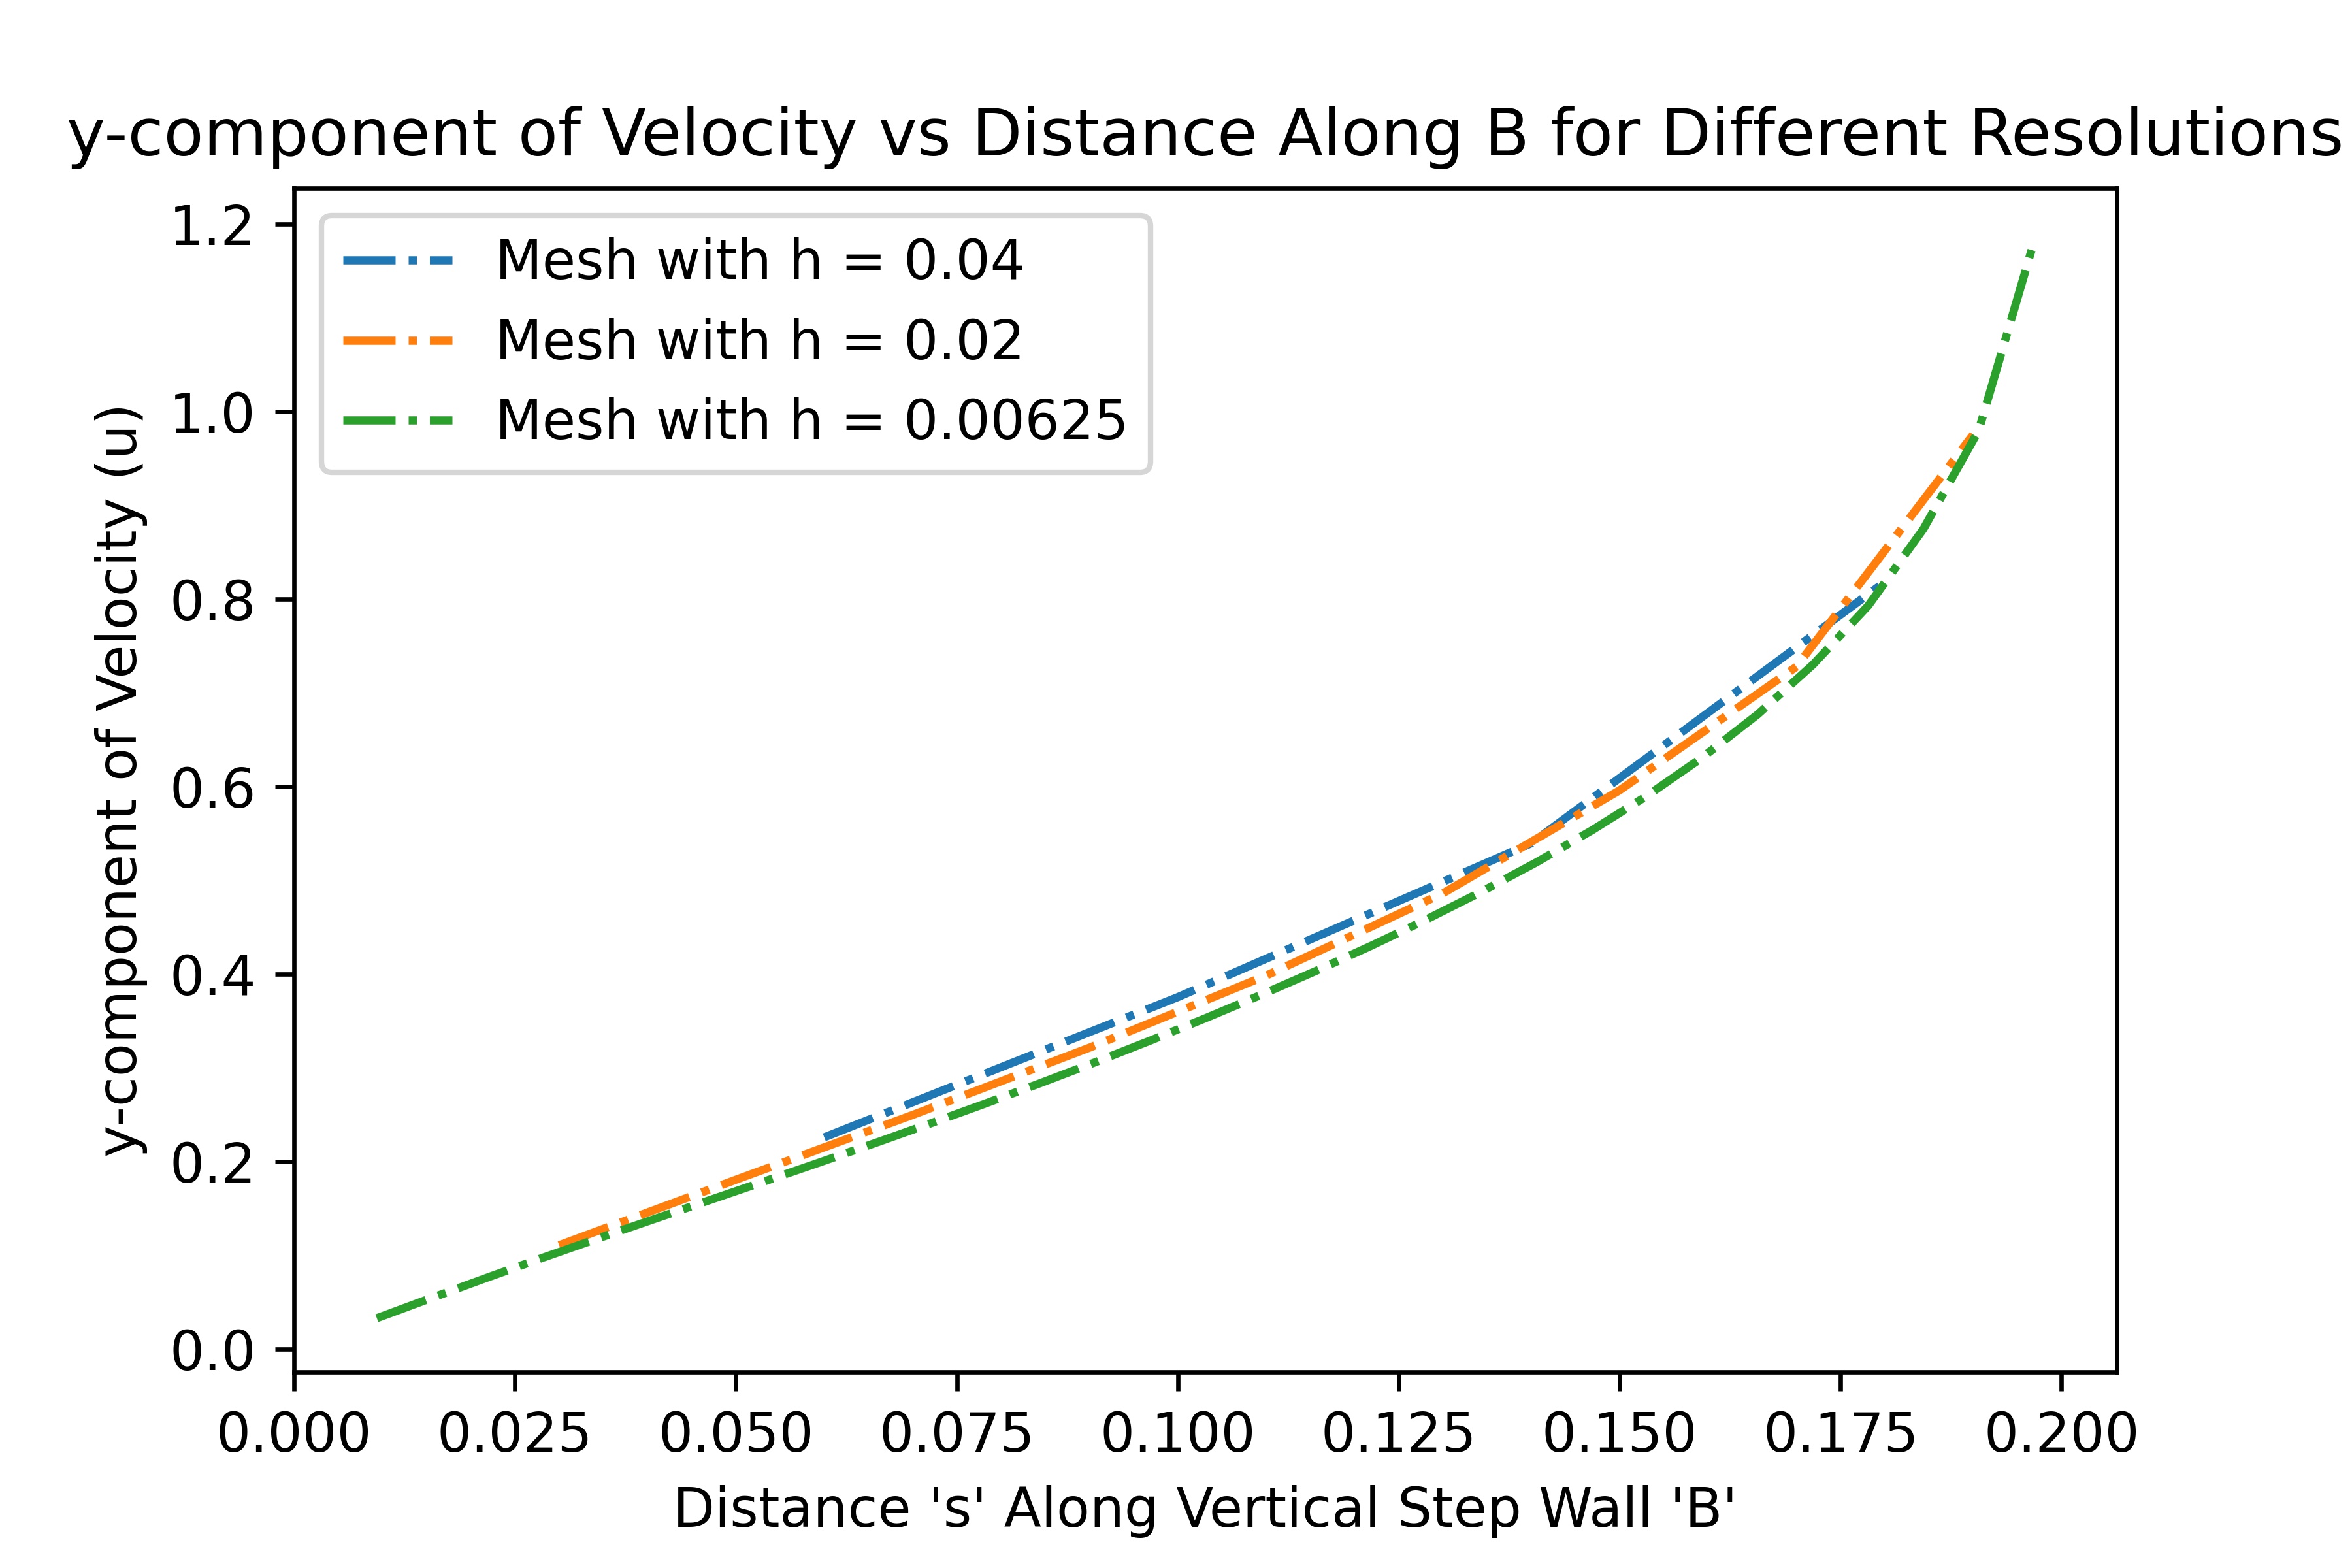 y-component of Velocity vs Distance Along B for Different Resolutions
Mesh with h = 0.04
Mesh with h = 0.02
Mesh with h = 0.00625
y-component of Velocity (u)
1.2
1.0
0.8
0.6
0.4
0.2
0.0
0.000 0.025 0.050 0.075 0.100 0.125 0.150 0.175 0.200
Distance 's' Along Vertical Step Wall 'B'